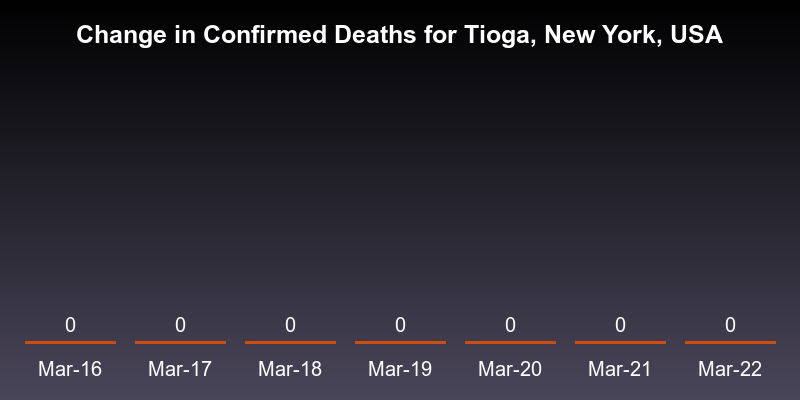 Change in Confirmed Deaths for Tioga, New York, USA
0 0 0 0 0 0 0
Mar-16 Mar-17 Mar-18 Mar-19 Mar-20 Mar-21 Mar-22